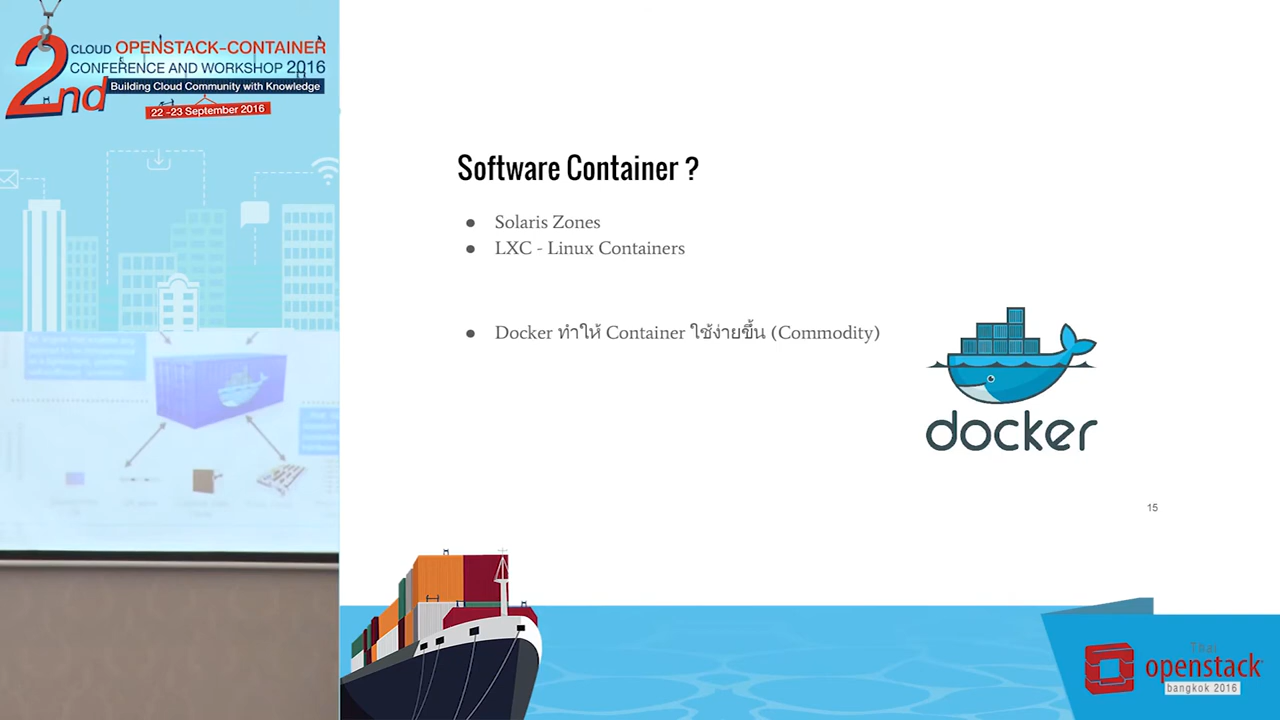 2nd
CLOUD OPENSTACK-CONTAINER
CONFERENCE AND WORKSHOP 2016
Building Cloud Community with Knowledge
22 -23 September 2016
Software Container ?
● Solaris Zones
● LXC - Linux Containers
● Docker ทำให้ Container ใช้ง่ายขึ้น (Commodity)
docker
15
Thai
openstack
bangkok 2016